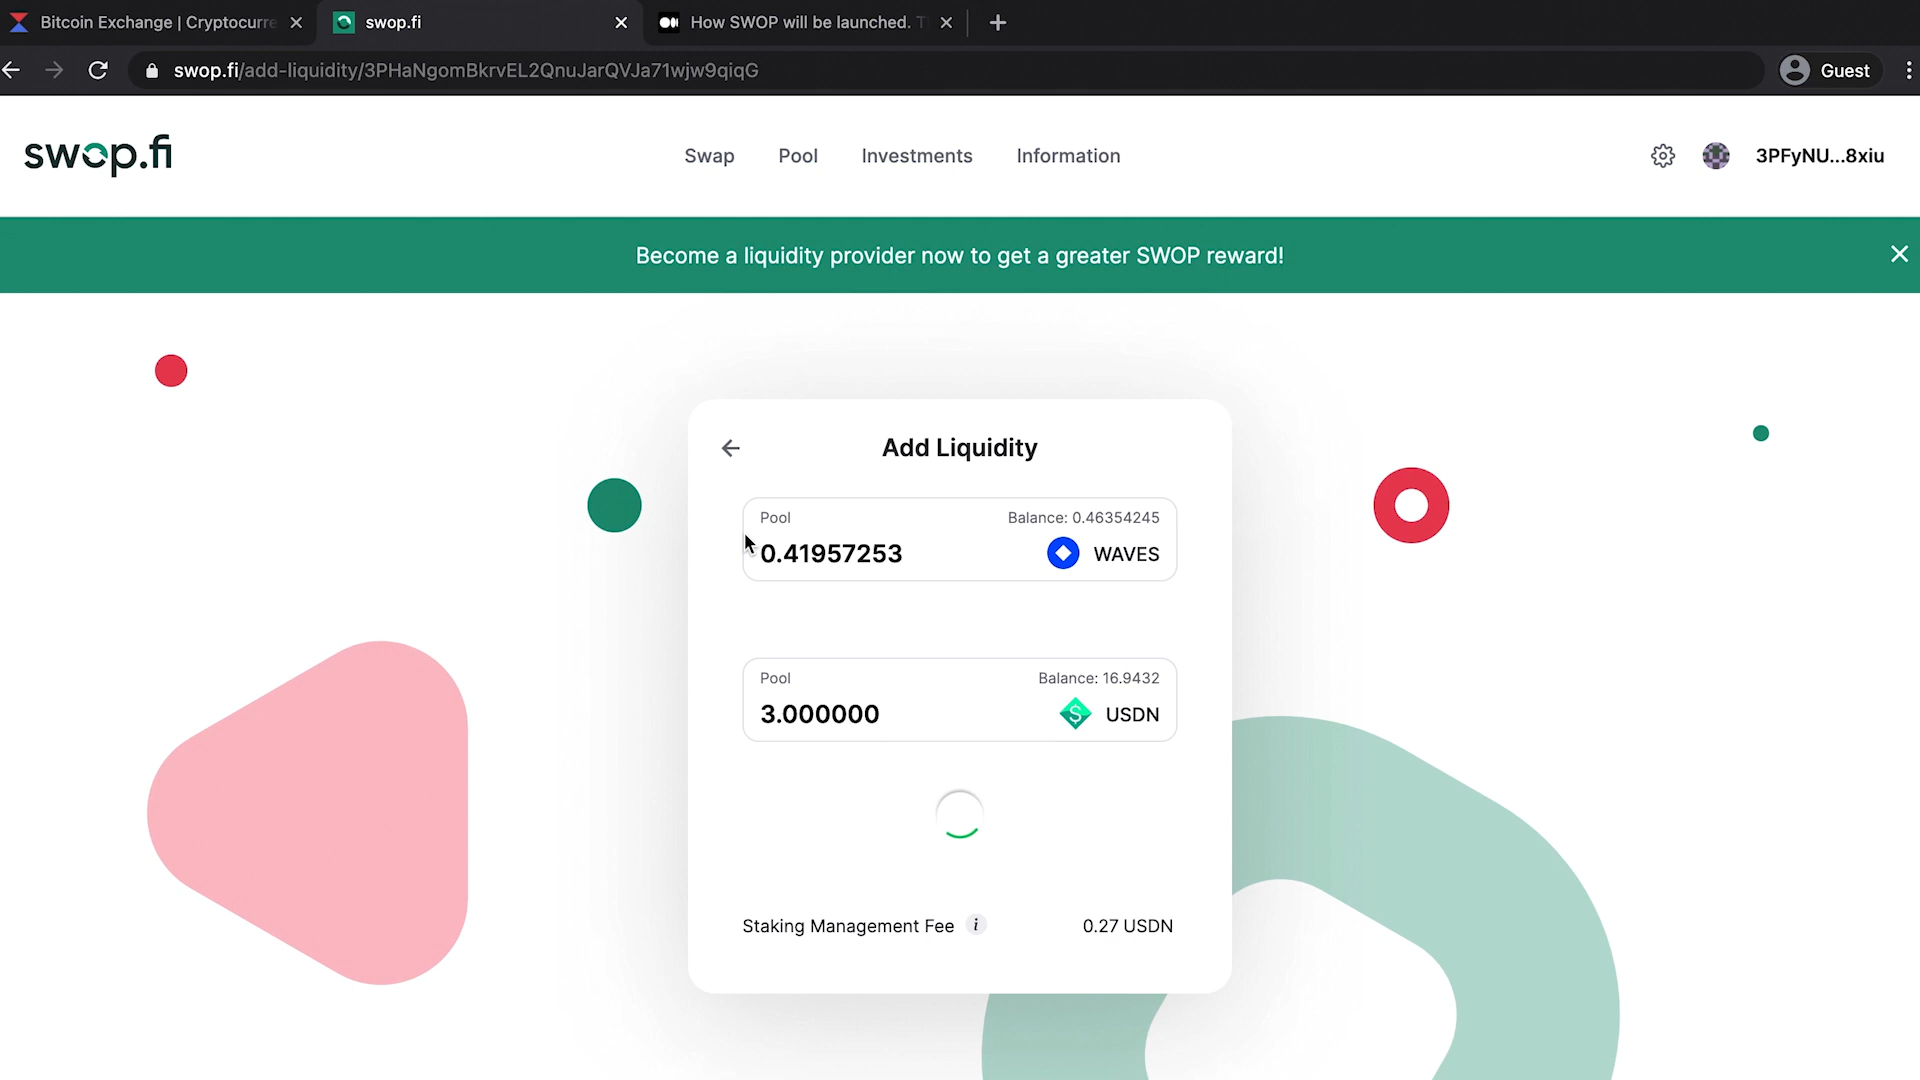 Bitcoin Exchange | Cryptocurre
swop.fi
How SWOP will be launched. T
swop.fi/add-liquidity/3PHaNgomBkrvEL2QnuJarQVJa71wjw9qiqG
Guest
swop.fi
Swap
Pool
Investments
Information
3PFyNU...8xiu
Become a liquidity provider now to get a greater SWOP reward!
Add Liquidity
Pool
Balance: 0.46354245
0.41957253
WAVES
Pool
Balance: 16.9432
3.000000
USDN
Staking Management Fee i
0.27 USDN